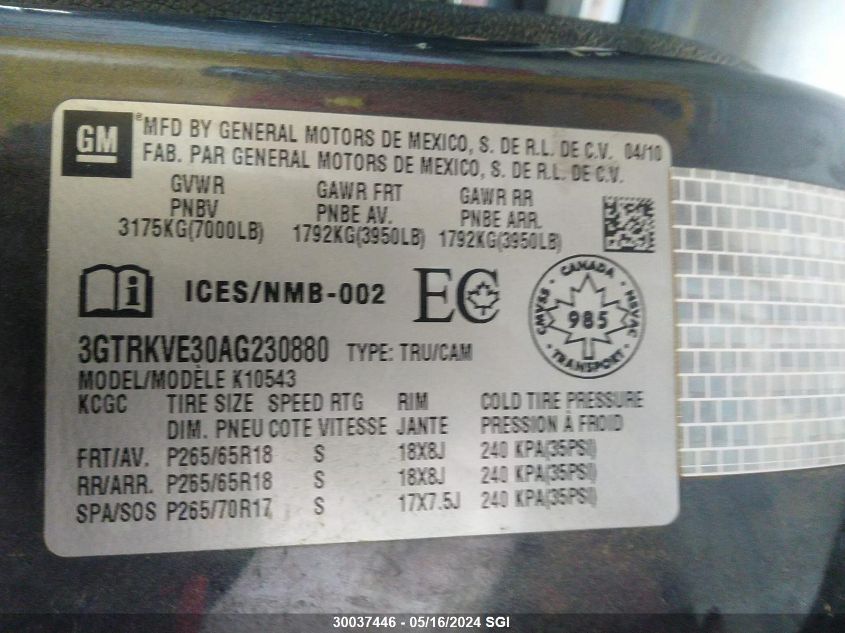 GM
®MFD BY GENERAL MOTORS DE MEXICO, S. DE R.L. DE C.V. 04/10
FAB. PAR GENERAL MOTORS DE MEXICO, S. DE R.L. DE C.V.
GVWR GAWR FRT GAWR RR
PNBV PNBE AV. PNBE ARR.
3175KG(7000LB) 1792KG(3950LB) 1792KG(3950LB)
i ICES/NMB-002 EC
CANADA
CMVSS 985 NSVAC
TRANSPORT
3GTRKVE30AG230880 TYPE: TRU/CAM
MODEL/MODÈLE K10543
KCGC TIRE SIZE SPEED RTG RIM COLD TIRE PRESSURE
DIM. PNEU COTE VITESSE JANTE PRESSION À FROID
FRT/AV. P265/65R18 S 18X8J 240 KPA(35PSI)
RR/ARR. P265/65R18 S 18X8J 240 KPA(35PSI)
SPA/SOS P265/70R17 S 17X7.5J 240 KPA(35PSI)
30037446 - 05/16/2024 SGI